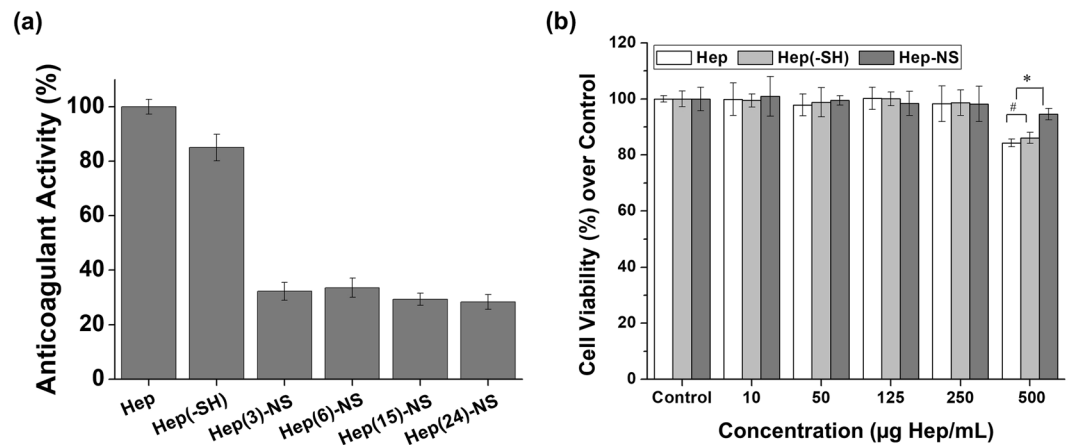 (a)
Anticoagulant Activity (%)
100
80
60
40
20
0
Hep
Hep(-SH)
Hep(3)-NS
Hep(6)-NS
Hep(15)-NS
Hep(24)-NS
(b)
Cell Viability (%) over Control
120
100
80
60
40
20
0
Hep Hep(-SH) Hep-NS
# *
Control 10 50 125 250 500
Concentration (µg Hep/mL)